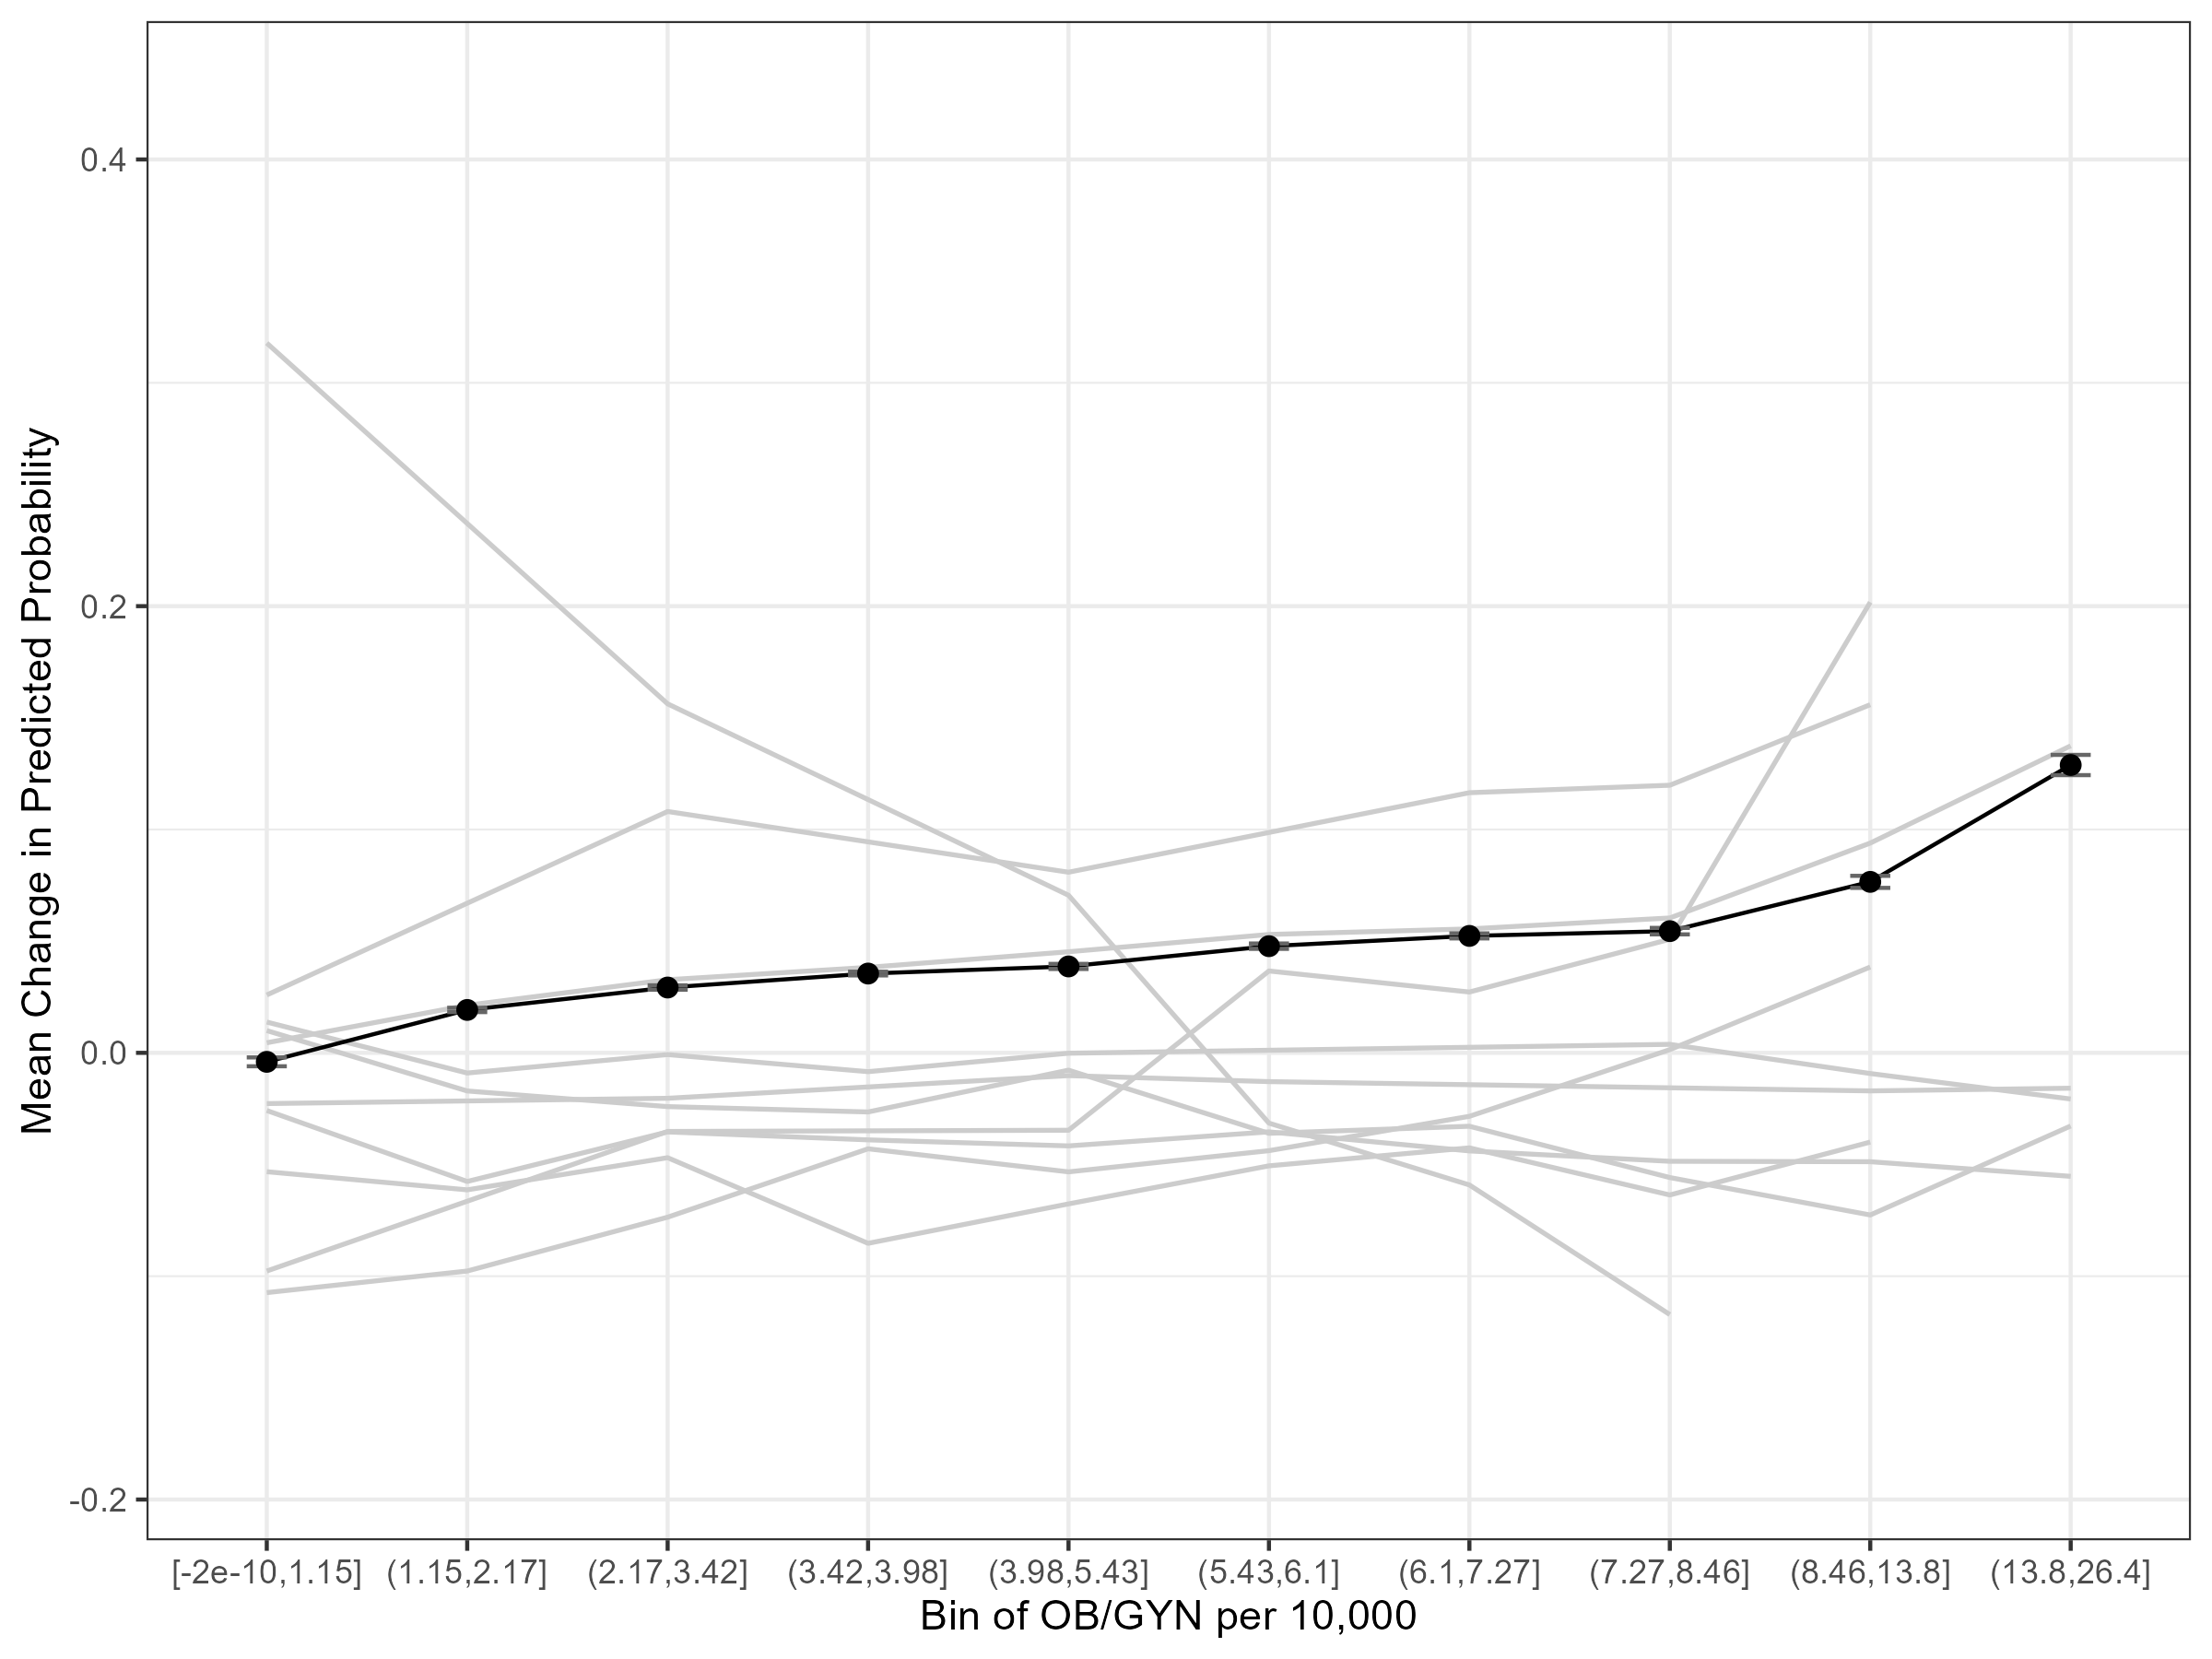 Mean Change in Predicted Probability
0.4
0.2
0.0
-0.2
[-2e-10,1.15] (1.15,2.17] (2.17,3.42] (3.42,3.98] (3.98,5.43] (5.43,6.1] (6.1,7.27] (7.27,8.46] (8.46,13.8] (13.8,26.4]
Bin of OB/GYN per 10,000